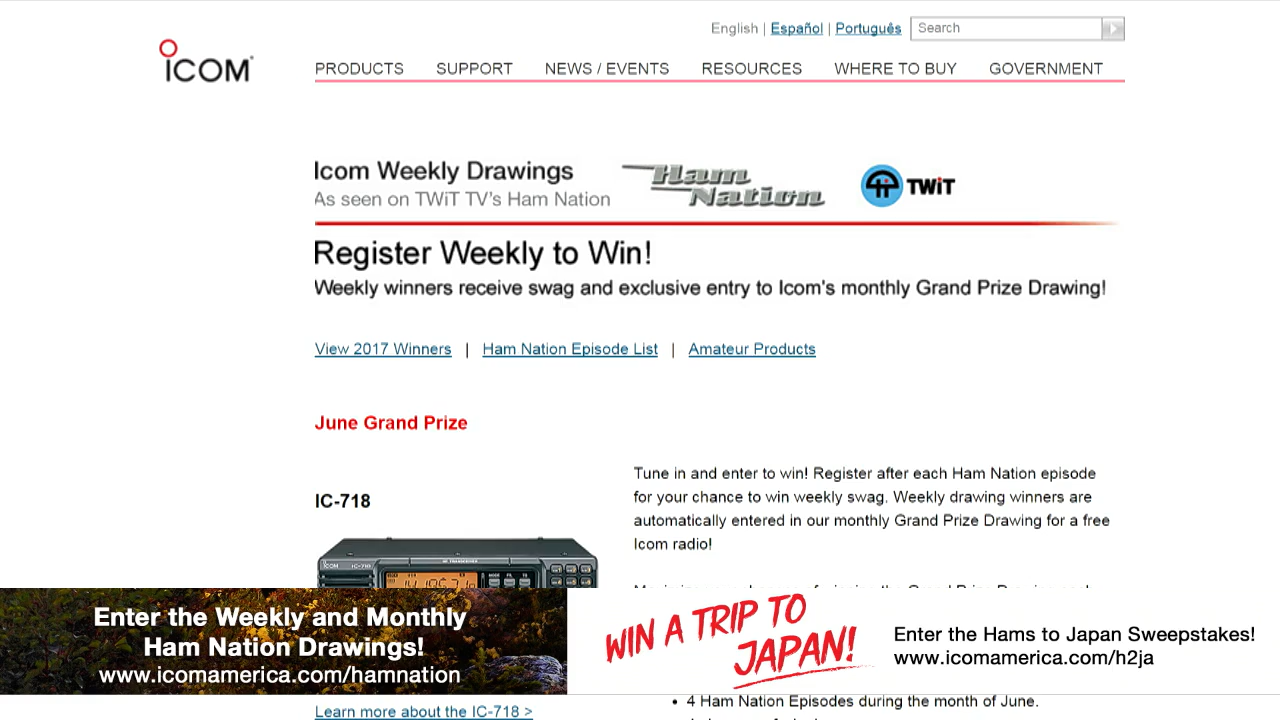 English | Español | Português
Search
ICOM
PRODUCTS SUPPORT NEWS / EVENTS RESOURCES WHERE TO BUY GOVERNMENT
Icom Weekly Drawings
As seen on TWiT TV's Ham Nation
Ham Nation
TWiT
Register Weekly to Win!
Weekly winners receive swag and exclusive entry to Icom's monthly Grand Prize Drawing!
View 2017 Winners | Ham Nation Episode List | Amateur Products
June Grand Prize
IC-718
Tune in and enter to win! Register after each Ham Nation episode
for your chance to win weekly swag. Weekly drawing winners are
automatically entered in our monthly Grand Prize Drawing for a free
Icom radio!
Enter the Weekly and Monthly
Ham Nation Drawings!
www.icomamerica.com/hamnation
WIN A TRIP TO
JAPAN!
Enter the Hams to Japan Sweepstakes!
www.icomamerica.com/h2ja
• 4 Ham Nation Episodes during the month of June.
Learn more about the IC-718 >